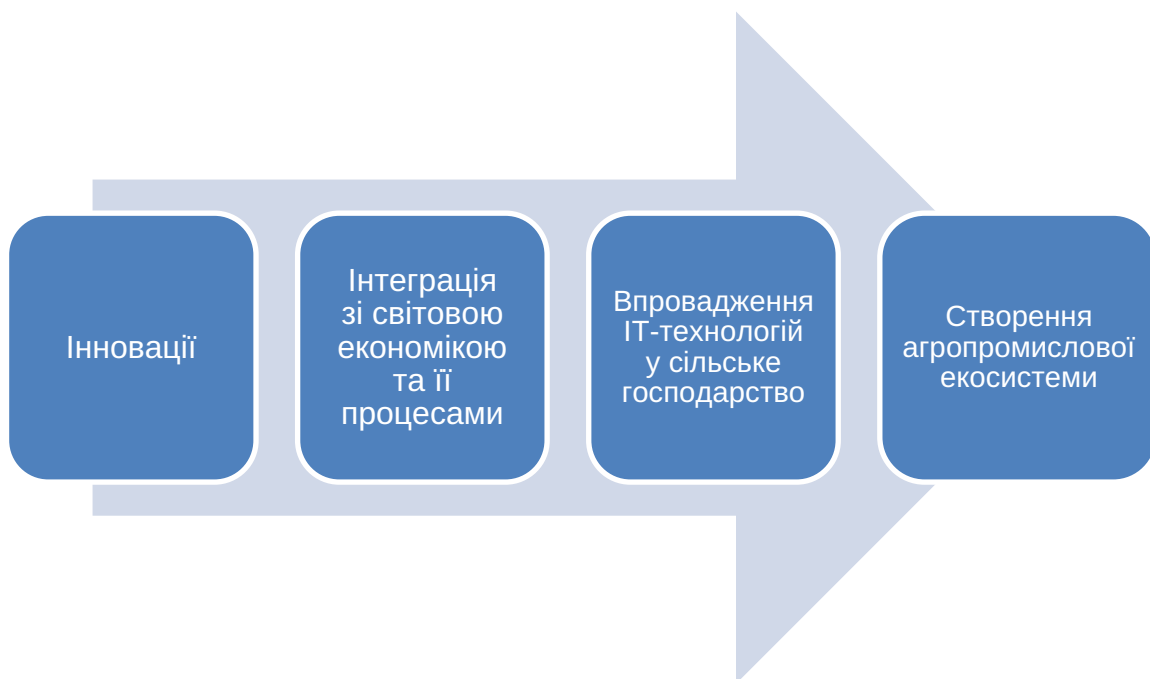 Інновації
Інтеграція
зі світовою
економікою
та її
процесами
Впровадження
ІТ-технологій
у сільське
господарство
Створення
агропромислової
екосистеми